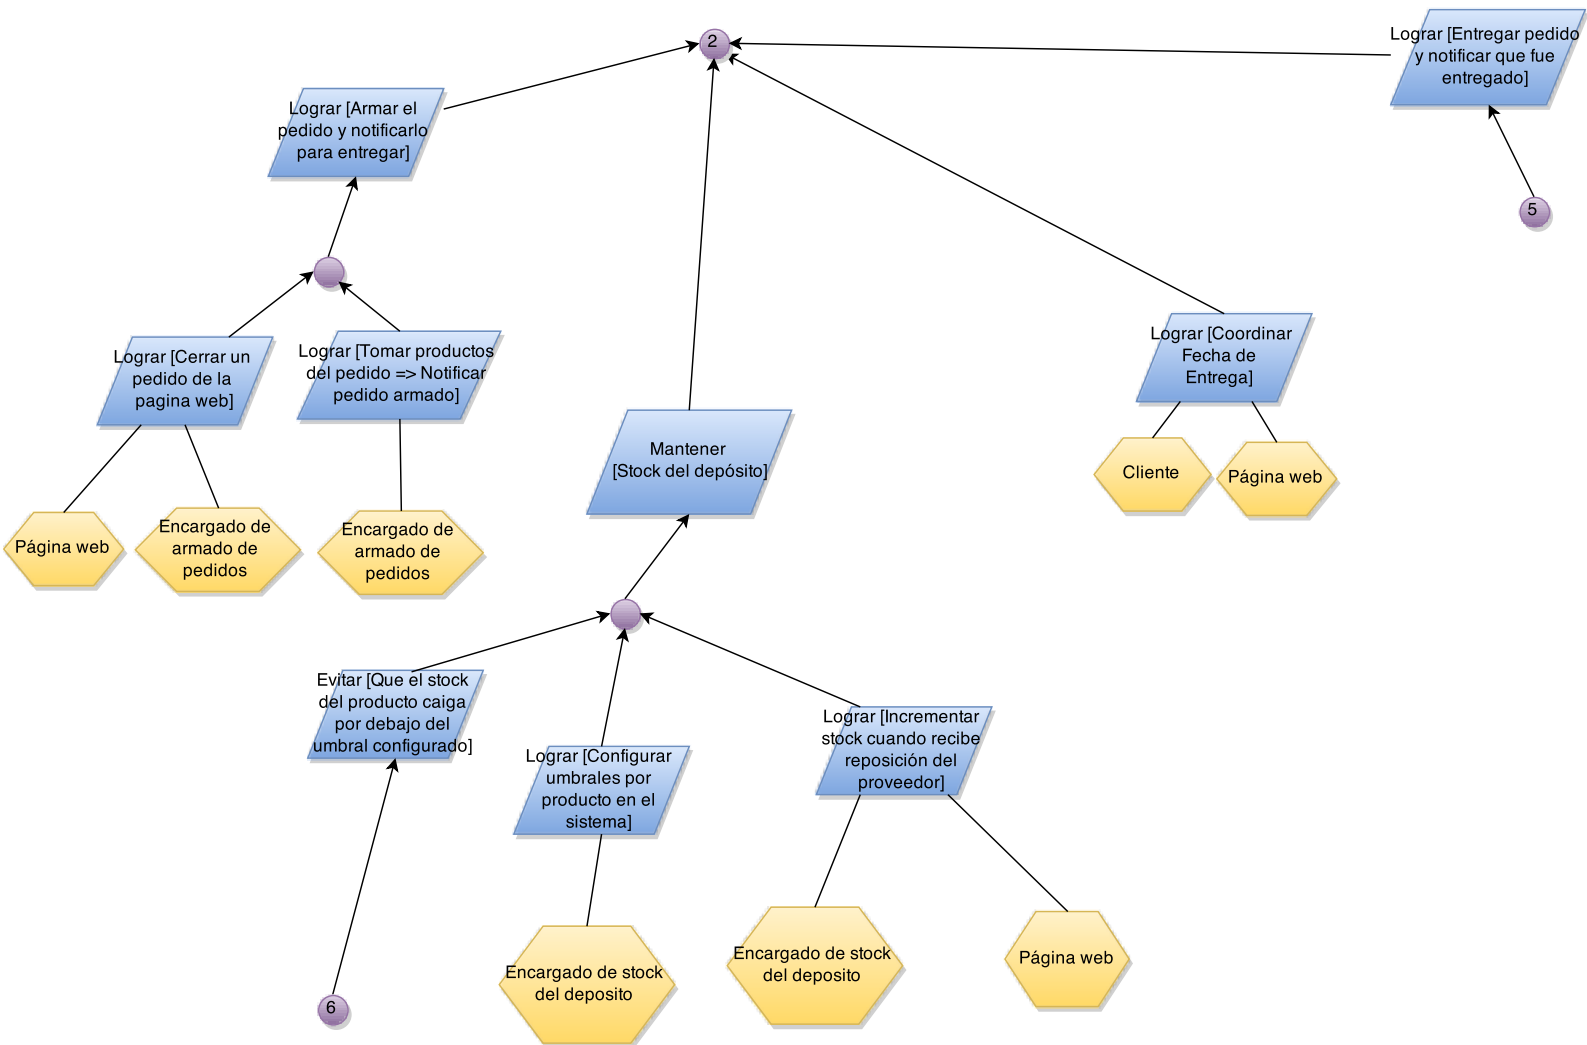 2
Lograr [Entregar pedido
y notificar que fue
entregado]
Lograr [Armar el
pedido y notificarlo
para entregar]
5
Lograr [Cerrar un
pedido de la
pagina web]
Lograr [Tomar productos
del pedido => Notificar
pedido armado]
Lograr [Coordinar
Fecha de
Entrega]
Mantener
[Stock del depósito]
Cliente
Página web
Página web
Encargado de
armado de
pedidos
Encargado de
armado de
pedidos
Evitar [Que el stock
del producto caiga
por debajo del
umbral configurado]
Lograr [Configurar
umbrales por
producto en el
sistema]
Lograr [Incrementar
stock cuando recibe
reposición del
proveedor]
6
Encargado de stock
del deposito
Encargado de stock
del deposito
Página web